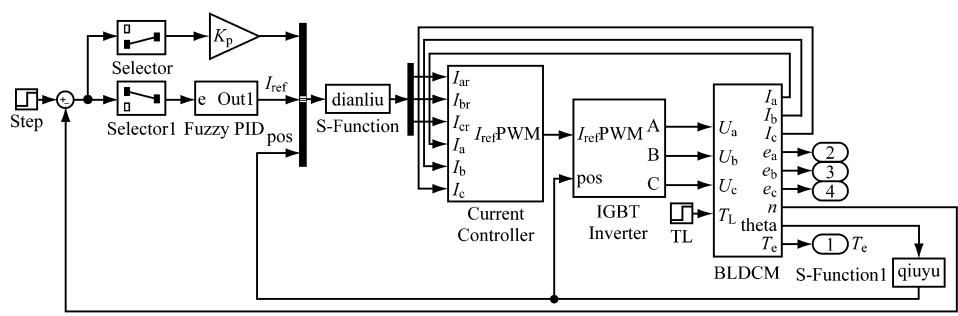 Step
+
-
Selector
Kp
Selector1
e Out1
Fuzzy PID
Iref
pos
dianliu
S-Function
Iar
Ibr
Icr
Ia
Ib
Ic
IrefPWM
Current
Controller
IrefPWM
pos
A
B
C
IGBT
Inverter
TL
Ua
Ub
Uc
TL
Ia
Ib
Ic
ea
eb
ec
n
theta
Te
BLDCM
2
3
4
1 Te
S-Function1
qiuyu